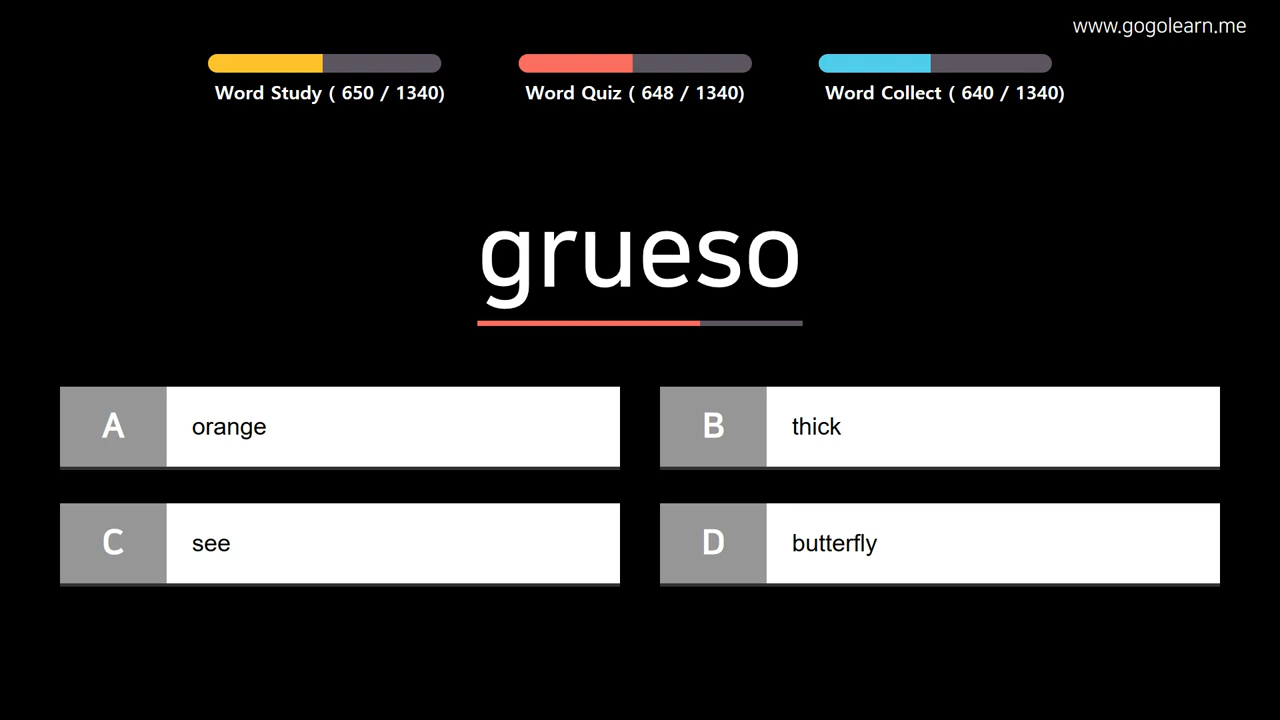 www.gogolearn.me
Word Study ( 650 / 1340)
Word Quiz ( 648 / 1340)
Word Collect ( 640 / 1340)
grueso
A orange
B thick
C see
D butterfly